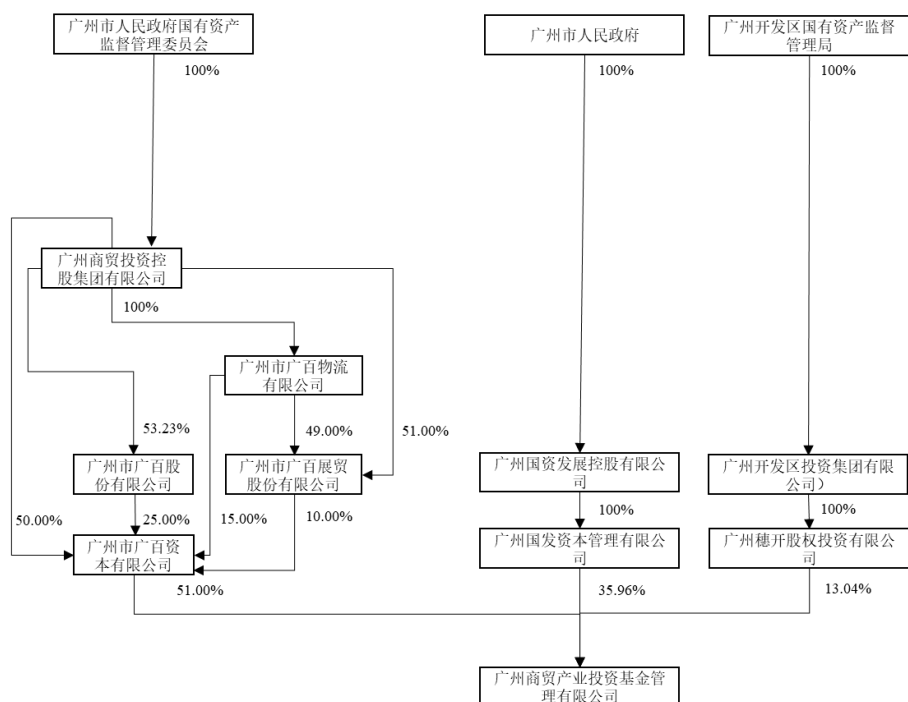 广州市人民政府国有资产
监督管理委员会
广州市人民政府
广州开发区国有资产监督
管理局
100%
100%
100%
广州商贸投资控
股集团有限公司
100%
广州市广百物流
有限公司
53.23%
49.00%
51.00%
广州市广百股
份有限公司
广州市广百展贸
股份有限公司
广州国资发展控股有限公
司
广州开发区投资集团有限
公司）
50.00%
25.00%
15.00%
10.00%
100%
100%
广州市广百资
本有限公司
广州国发资本管理有限公
司
广州穗开股权投资有限公
司
51.00%
35.96%
13.04%
广州商贸产业投资基金管
理有限公司